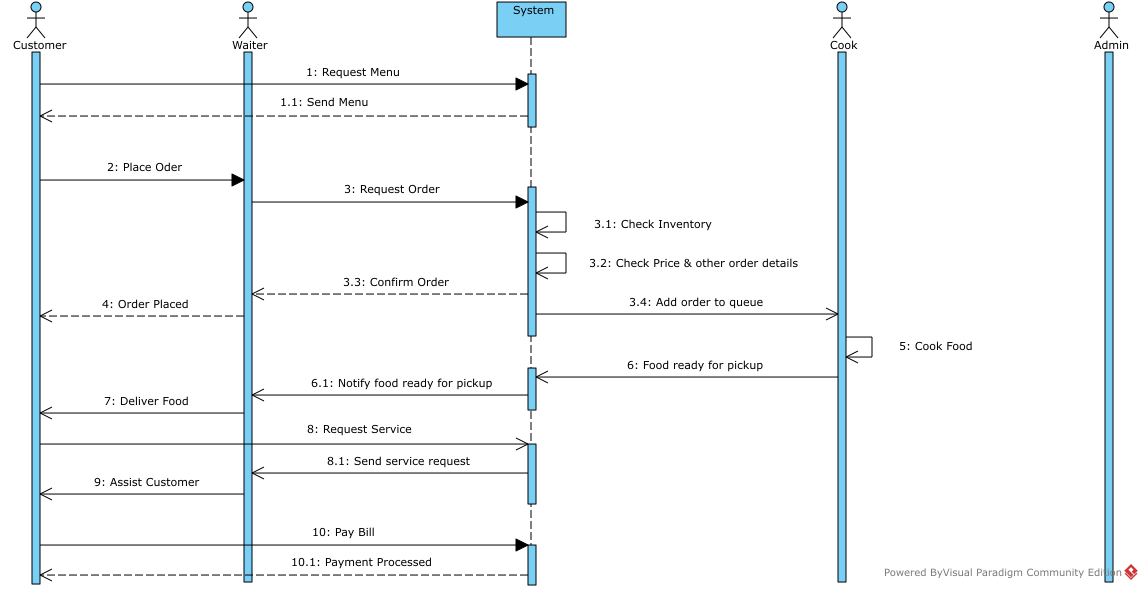 System
Customer
Waiter
Cook
Admin
1: Request Menu
1.1: Send Menu
2: Place Oder
3: Request Order
3.1: Check Inventory
3.2: Check Price & other order details
3.3: Confirm Order
4: Order Placed
3.4: Add order to queue
5: Cook Food
6: Food ready for pickup
6.1: Notify food ready for pickup
7: Deliver Food
8: Request Service
8.1: Send service request
9: Assist Customer
10: Pay Bill
10.1: Payment Processed
Powered ByVisual Paradigm Community Edition